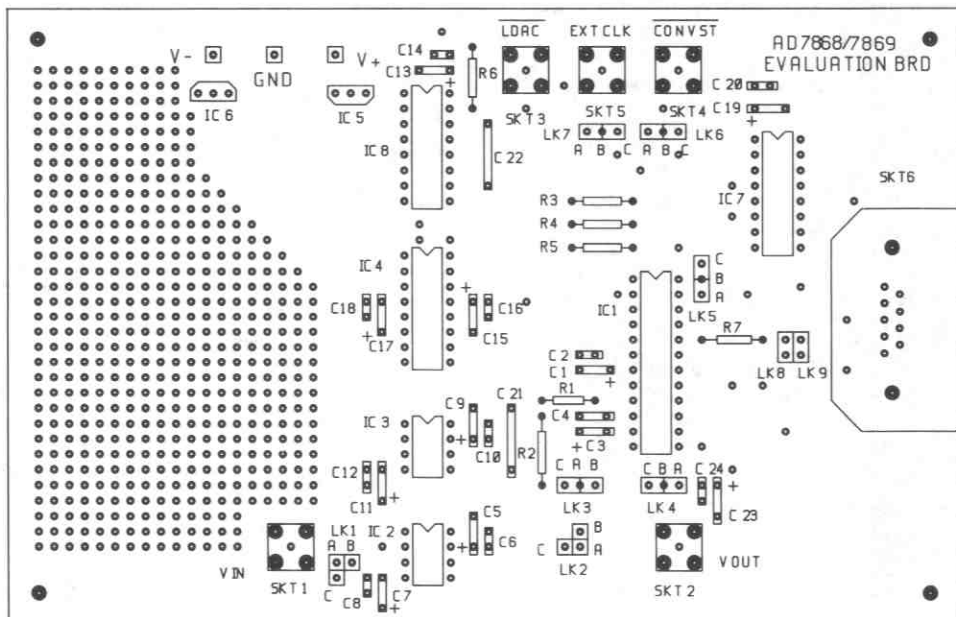 LDAC EXTCLK CONVST
AD7868/7869
EVALUATION BRD
V-
GND
V+
C14
C13
+
R6
C20
C19
+
IC6
IC5
SKT3
SKT5
SKT4
LK7
A B C
A B C
LK6
IC8
C22
IC7
SKT6
R3
R4
R5
IC4
IC1
C
B
A
LK5
C18
+
C17
+
C16
C15
R7
LK8
LK9
C2
C1
+
R1
C9
C21
C4
C3
+
IC3
+
C10
R2
C A B
LK3
C B A
LK4
C24
+
C23
C12
C11
+
LK1
A B
C
IC2
C5
+
C6
B
C
A
LK2
VIN
SKT1
C8
C7
+
SKT2
VOUT